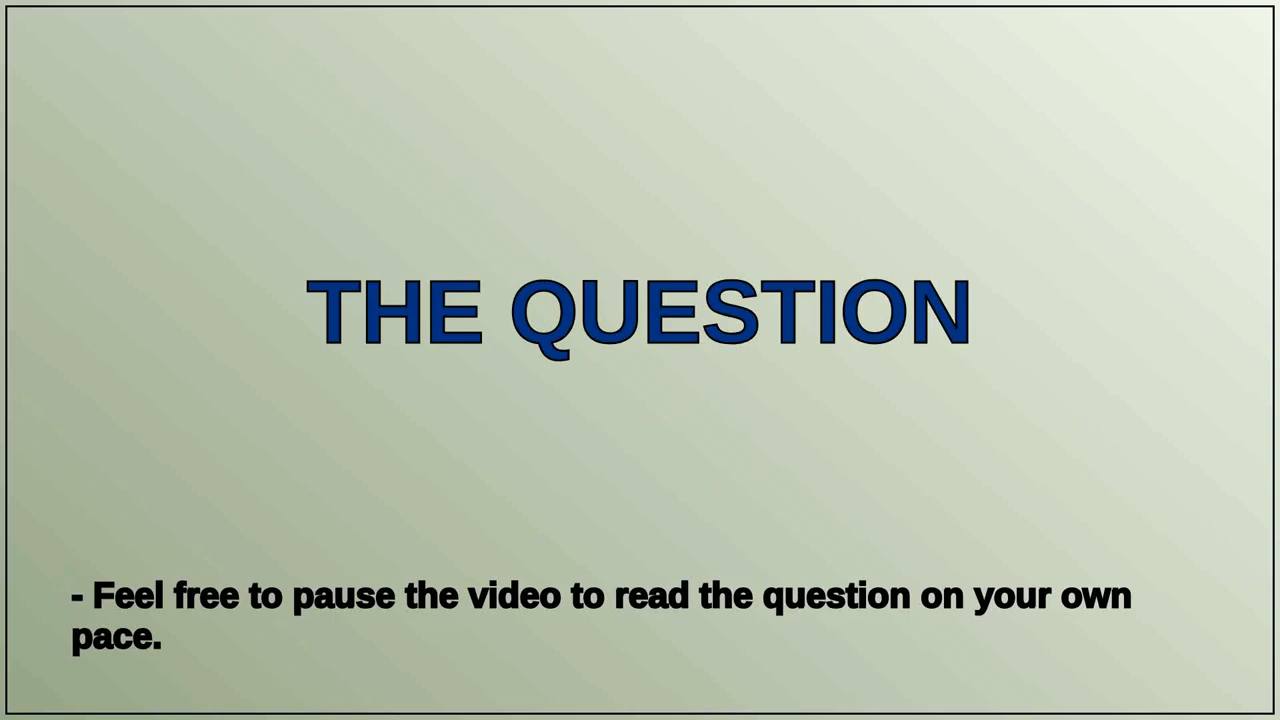 THE QUESTION
- Feel free to pause the video to read the question on your own
pace.